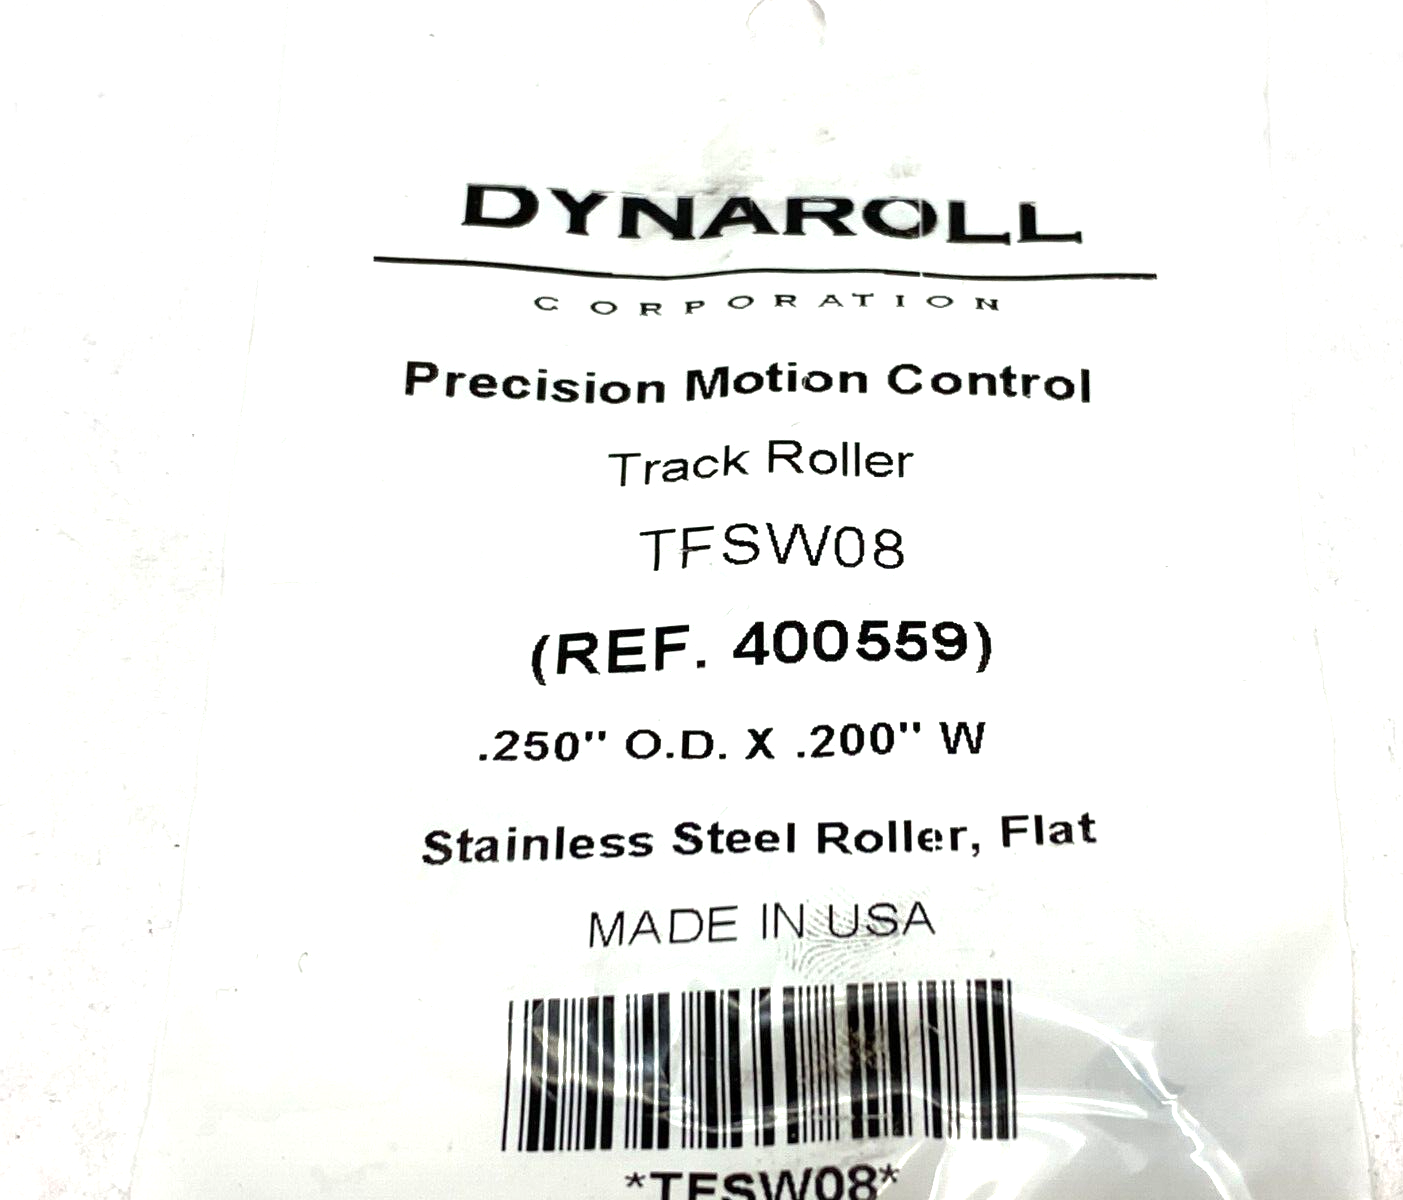 DYNAROLL
CORPORATION
Precision Motion Control
Track Roller
TFSW08
(REF. 400559)
.250" O.D. X .200" W
Stainless Steel Roller, Flat
MADE IN USA
*TFSW08*